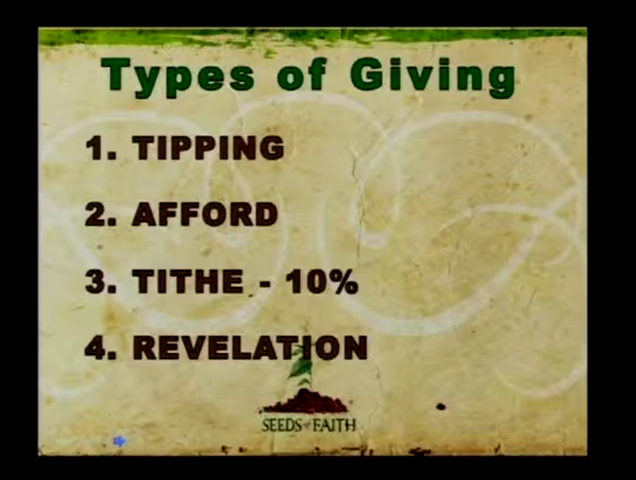 Types of Giving
1. TIPPING
2. AFFORD
3. TITHE - 10%
4. REVELATION
SEEDS of FAITH